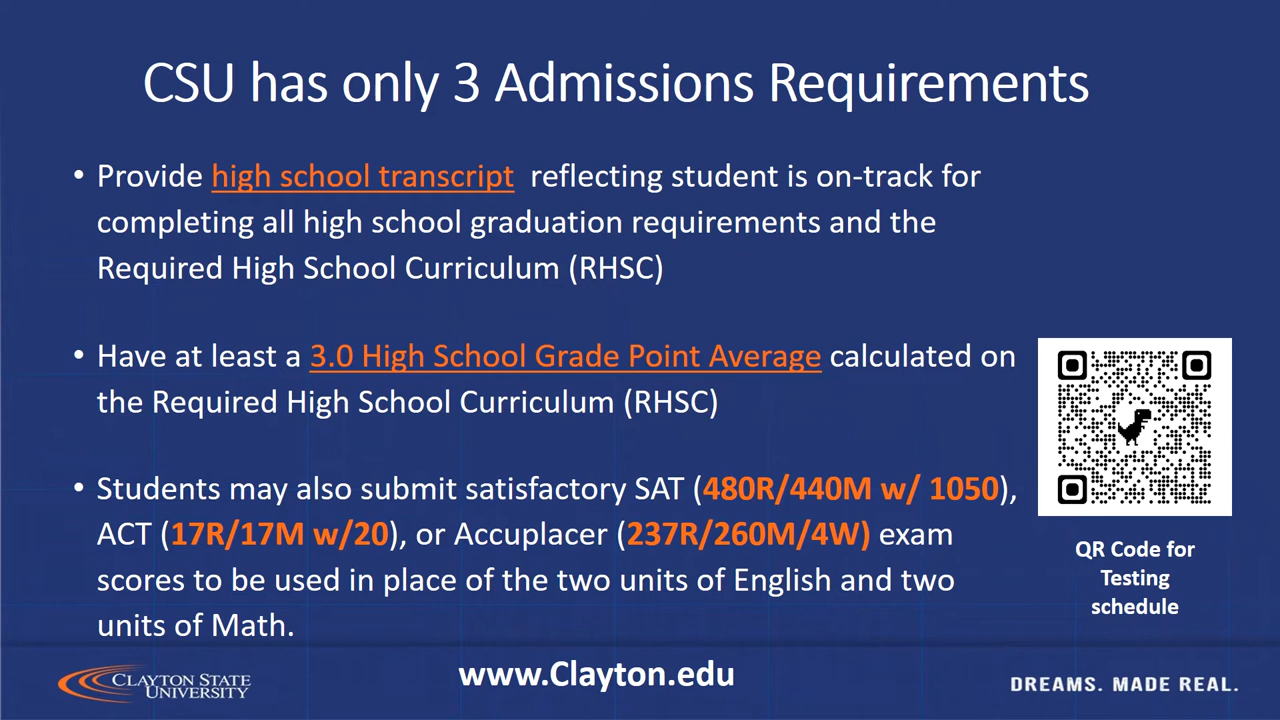 CSU has only 3 Admissions Requirements
• Provide high school transcript reflecting student is on-track for
completing all high school graduation requirements and the
Required High School Curriculum (RHSC)
• Have at least a 3.0 High School Grade Point Average calculated on
the Required High School Curriculum (RHSC)
• Students may also submit satisfactory SAT (480R/440M w/ 1050),
ACT (17R/17M w/20), or Accuplacer (237R/260M/4W) exam
scores to be used in place of the two units of English and two
units of Math.
QR Code for
Testing
schedule
CLAYTON STATE
UNIVERSITY
www.Clayton.edu
DREAMS. MADE REAL.